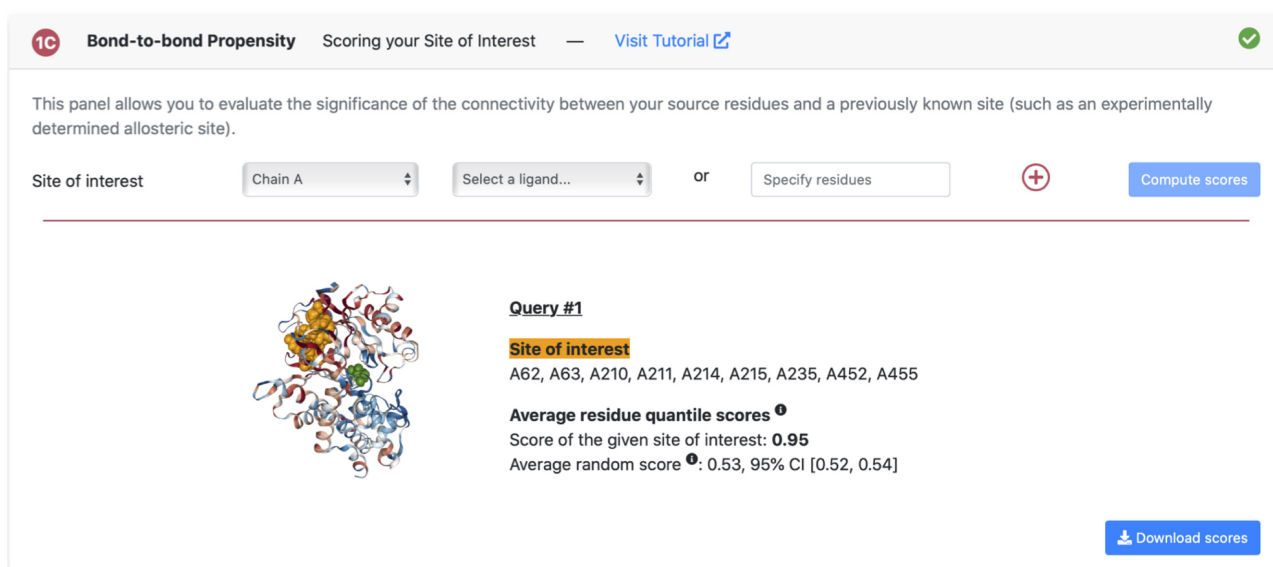 1C Bond-to-bond Propensity Scoring your Site of Interest — Visit Tutorial
This panel allows you to evaluate the significance of the connectivity between your source residues and a previously known site (such as an experimentally
determined allosteric site).
Site of interest Chain A Select a ligand... or Specify residues Compute scores
Query #1
Site of interest
A62, A63, A210, A211, A214, A215, A235, A452, A455
Average residue quantile scores
Score of the given site of interest: 0.95
Average random score : 0.53, 95% CI [0.52, 0.54]
Download scores